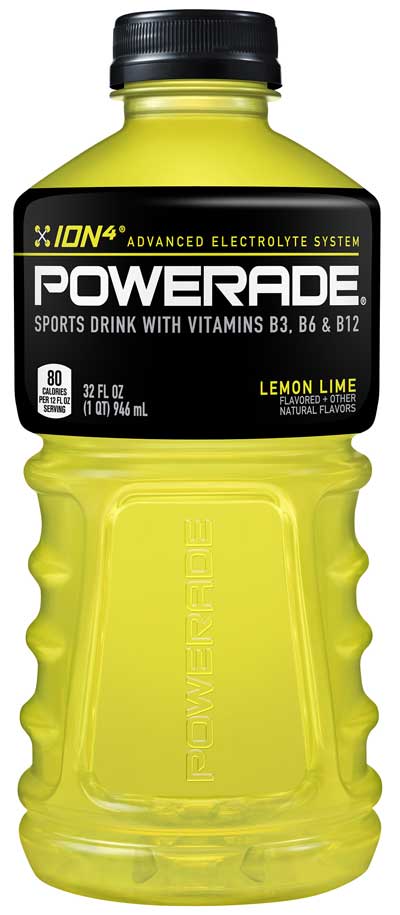 ION4® ADVANCED ELECTROLYTE SYSTEM
POWERADE®
SPORTS DRINK WITH VITAMINS B3, B6 & B12
80
CALORIES
PER 12 FL OZ
SERVING
32 FL OZ
(1 QT) 946 mL
LEMON LIME
FLAVORED + OTHER
NATURAL FLAVORS
POWERADE